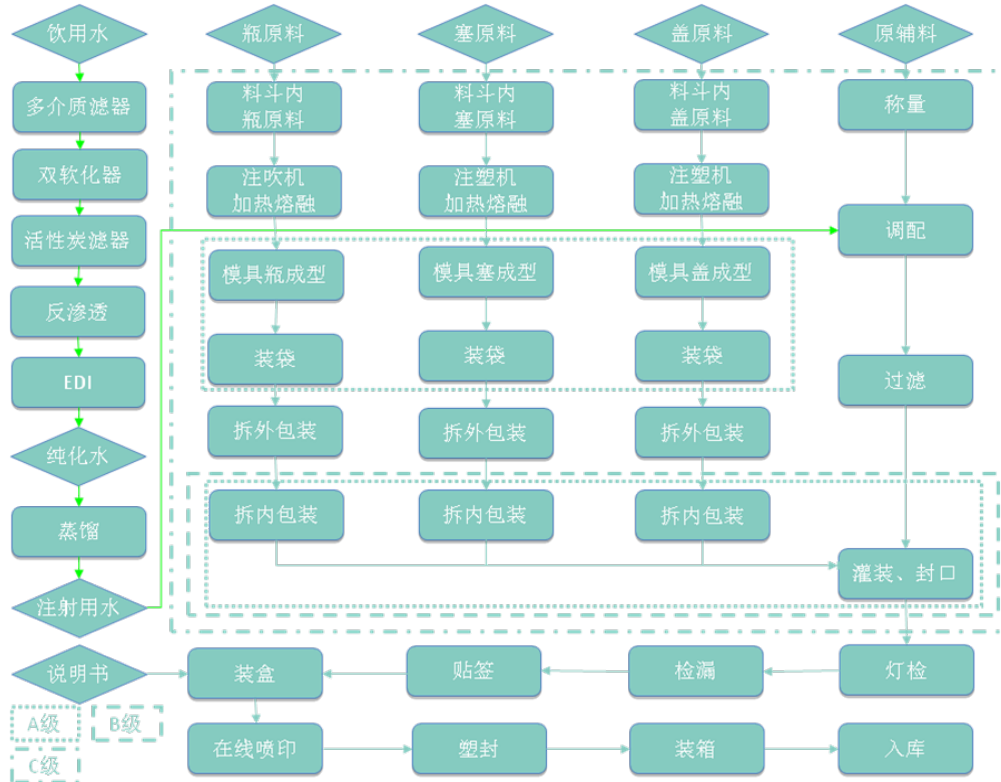 饮用水
瓶原料
塞原料
盖原料
原辅料
多介质滤器
料斗内
瓶原料
料斗内
塞原料
料斗内
盖原料
称量
双软化器
注吹机
加热熔融
注塑机
加热熔融
注塑机
加热熔融
活性炭滤器
调配
模具瓶成型
模具塞成型
模具盖成型
反渗透
装袋
装袋
装袋
EDI
过滤
拆外包装
拆外包装
拆外包装
纯化水
蒸馏
拆内包装
拆内包装
拆内包装
灌装、封口
注射用水
说明书
装盒
贴签
检漏
灯检
A级
B级
在线喷印
塑封
装箱
入库
C级